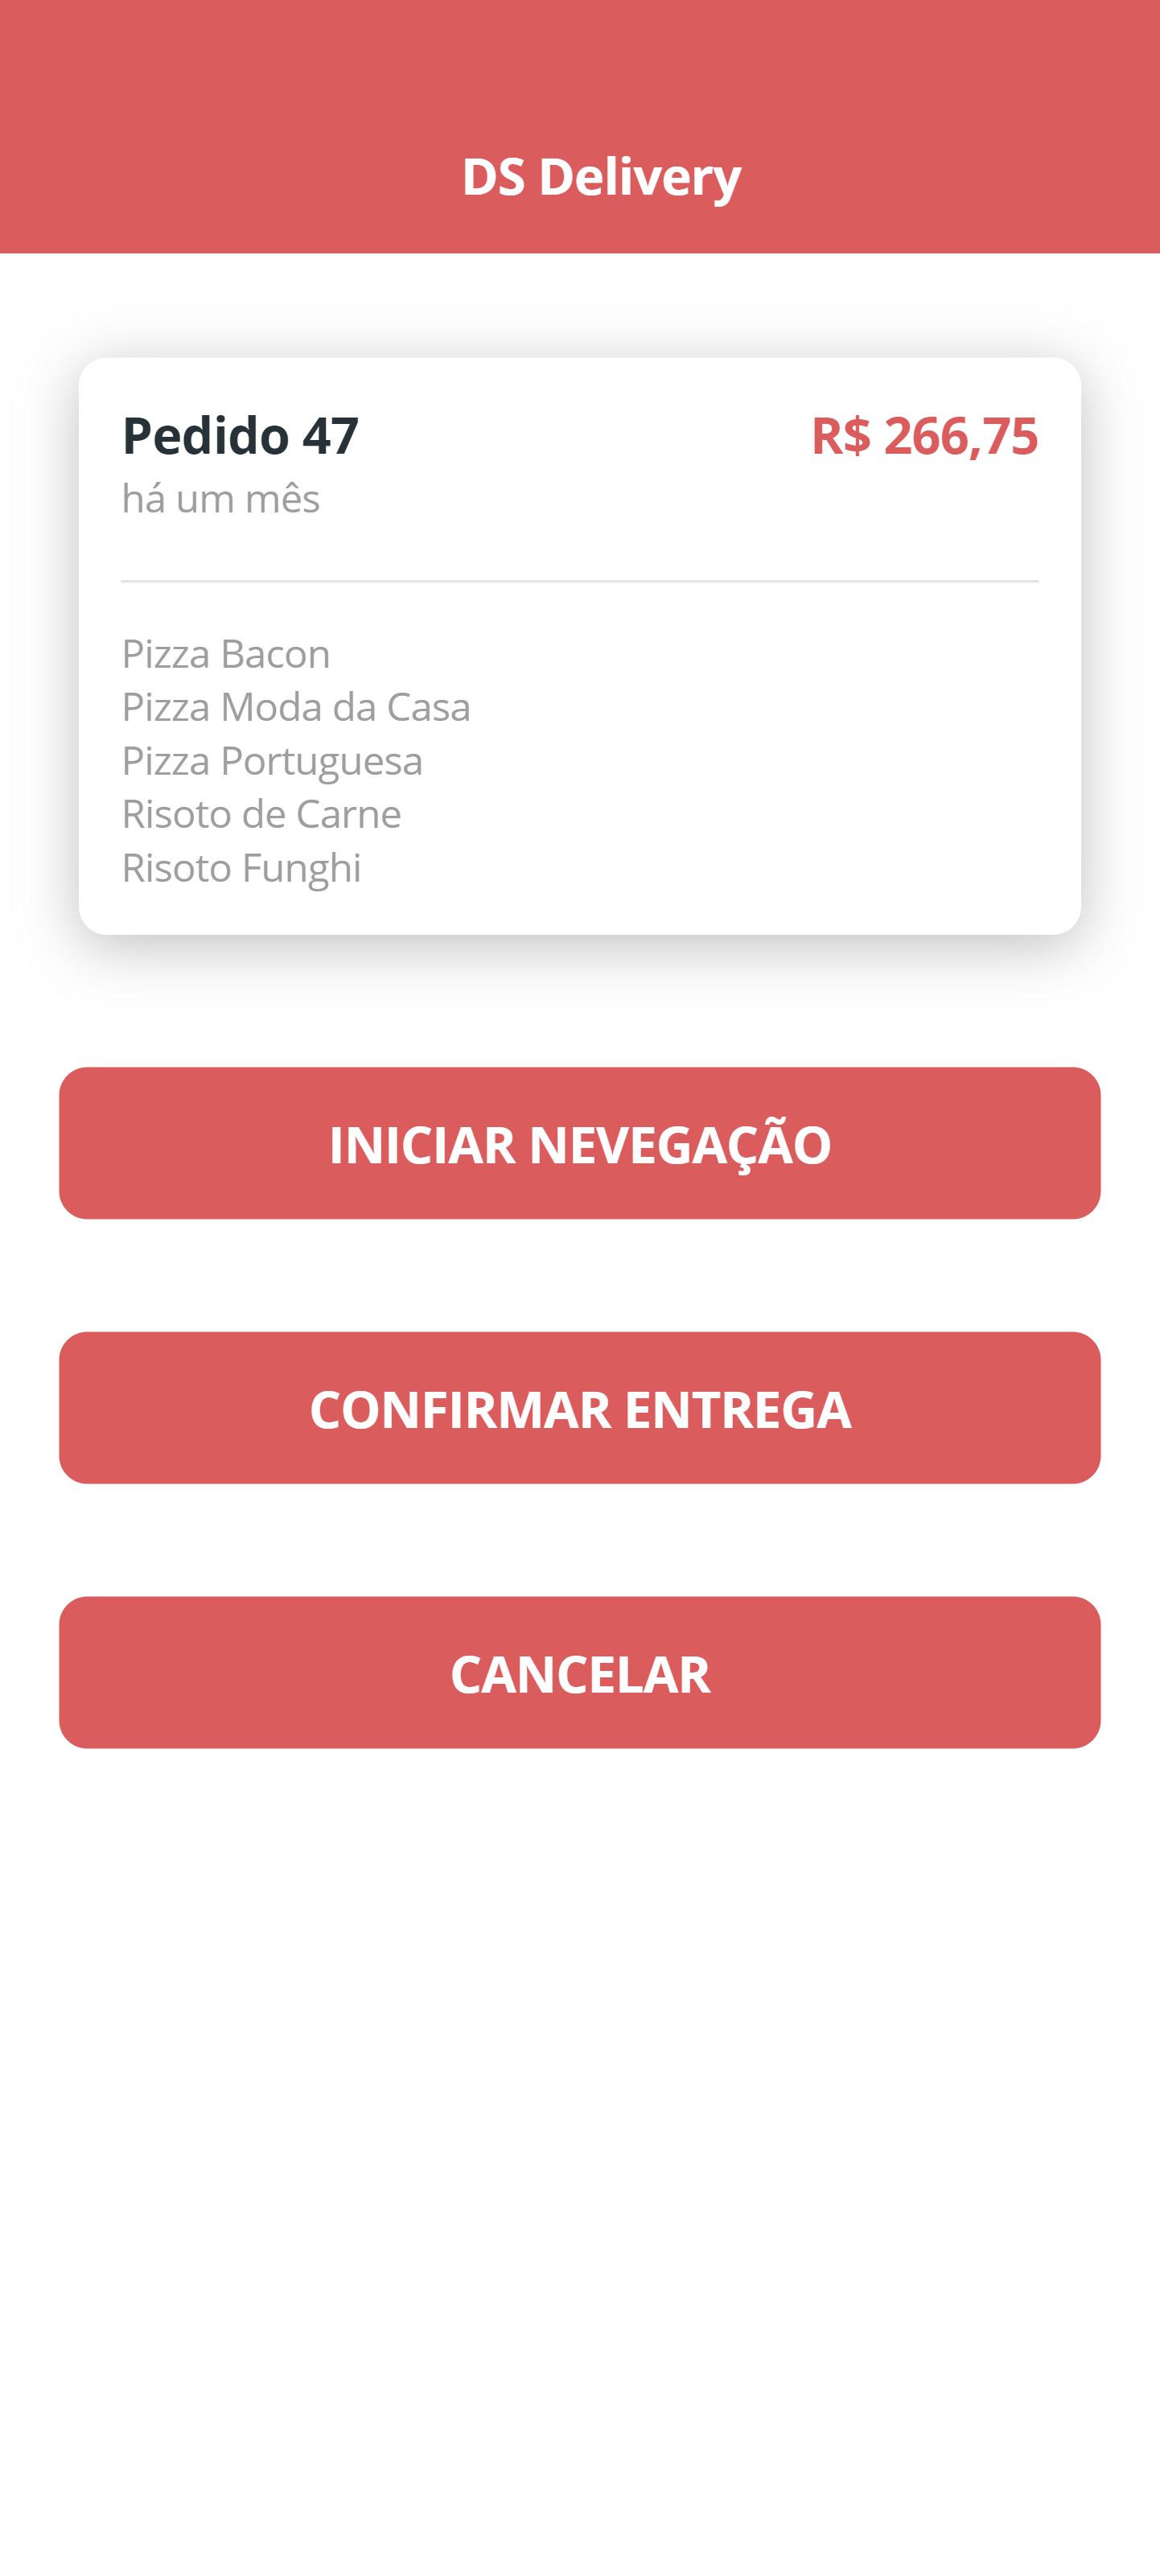 DS Delivery
Pedido 47 R$ 266,75
há um mês
Pizza Bacon
Pizza Moda da Casa
Pizza Portuguesa
Risoto de Carne
Risoto Funghi
INICIAR NEVEGAÇÃO
CONFIRMAR ENTREGA
CANCELAR